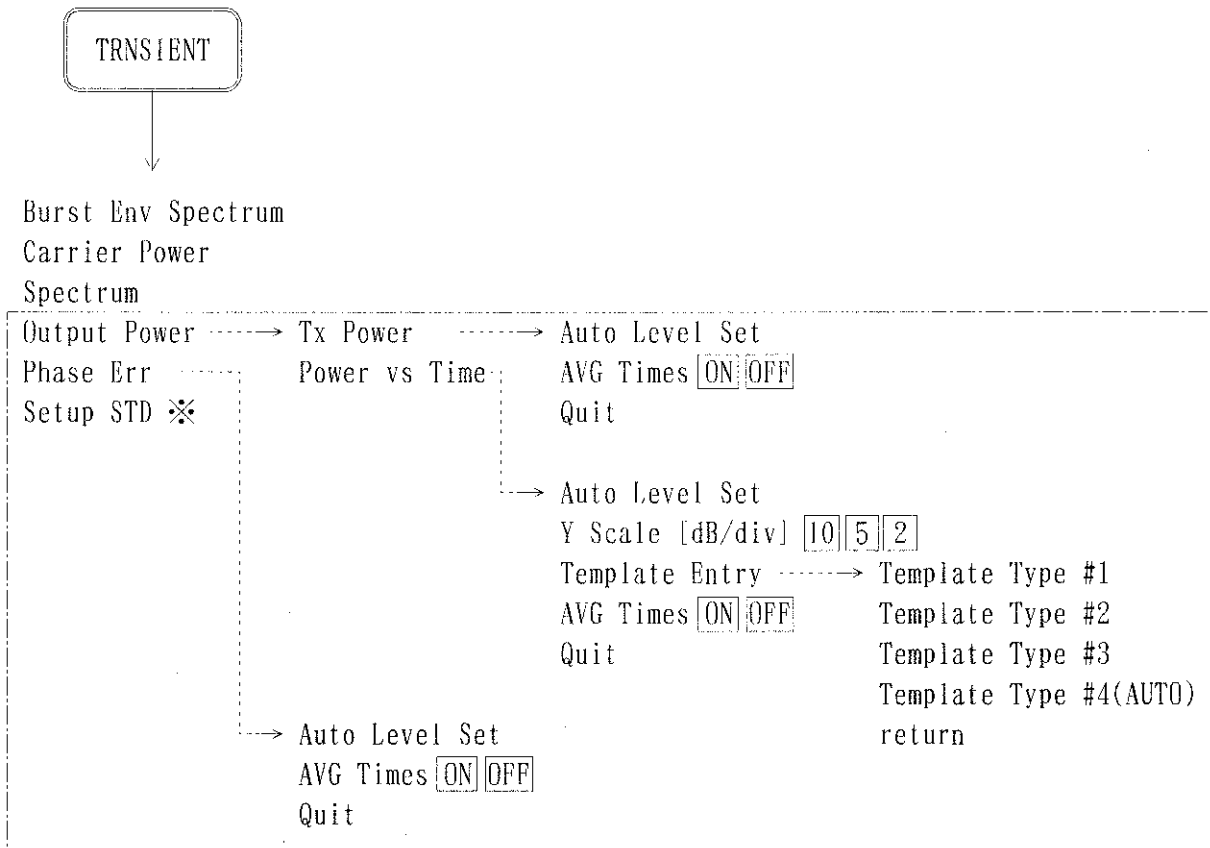 TRNSIENT
Burst Env Spectrum
Carrier Power
Spectrum
Output Power Tx Power Auto Level Set
Phase Err Power vs Time AVG Times ON OFF
Setup STD ※ Quit
Auto Level Set
Y Scale [dB/div] 10 5 2
Template Entry Template Type #1
AVG Times ON OFF Template Type #2
Quit Template Type #3
Template Type #4(AUTO)
Auto Level Set return
AVG Times ON OFF
Quit